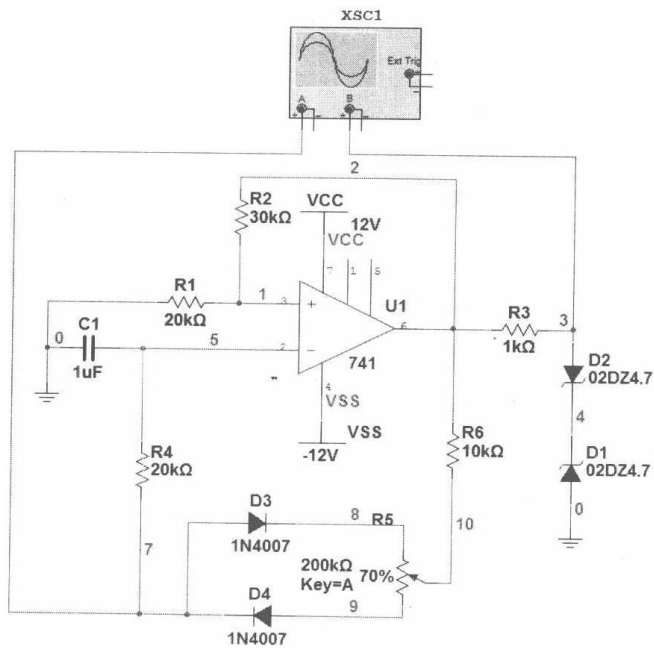 XSC1
Ext Trig
+
-
A
B
+ - + -
2
R2
30kΩ
VCC
12V
VCC
7 1 5
R1
20kΩ
1
3
+
U1
0
C1
1uF
5
2
-
6
741
R3
1kΩ
3
D2
02DZ4.7
4
VSS
VSS
-12V
R4
20kΩ
R6
10kΩ
4
D1
02DZ4.7
0
10
7
D3
1N4007
8
R5
200kΩ
Key=A
70%
D4
1N4007
9